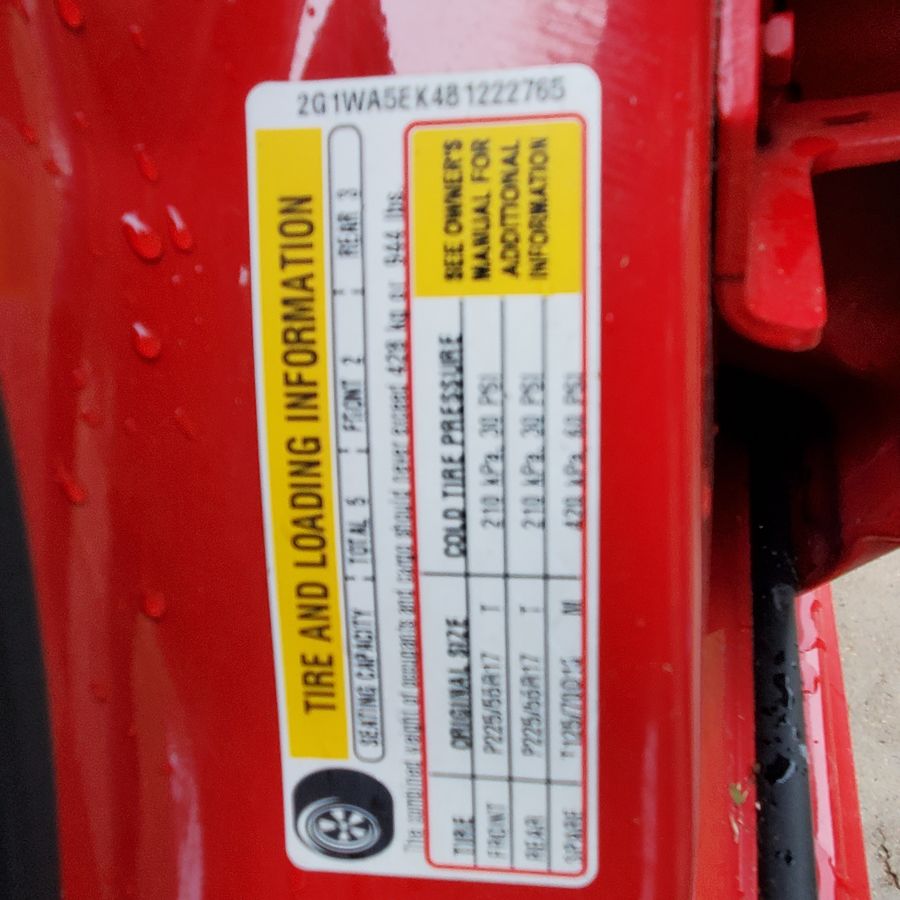 2G1WA5EK4B1222765
TIRE AND LOADING INFORMATION
SEATING CAPACITY TOTAL 5 FRONT 2 REAR 3
The combined weight of occupants and cargo should never exceed 429 kg or 944 lbs.
TIRE ORIGINAL SIZE COLD TIRE PRESSURE
FRONT P225/55R17 T 210 kPa, 30 PSI
REAR P225/55R17 T 210 kPa, 30 PSI
SPARE T125/70D15 M 420 kPa, 60 PSI
SEE OWNER'S
MANUAL FOR
ADDITIONAL
INFORMATION